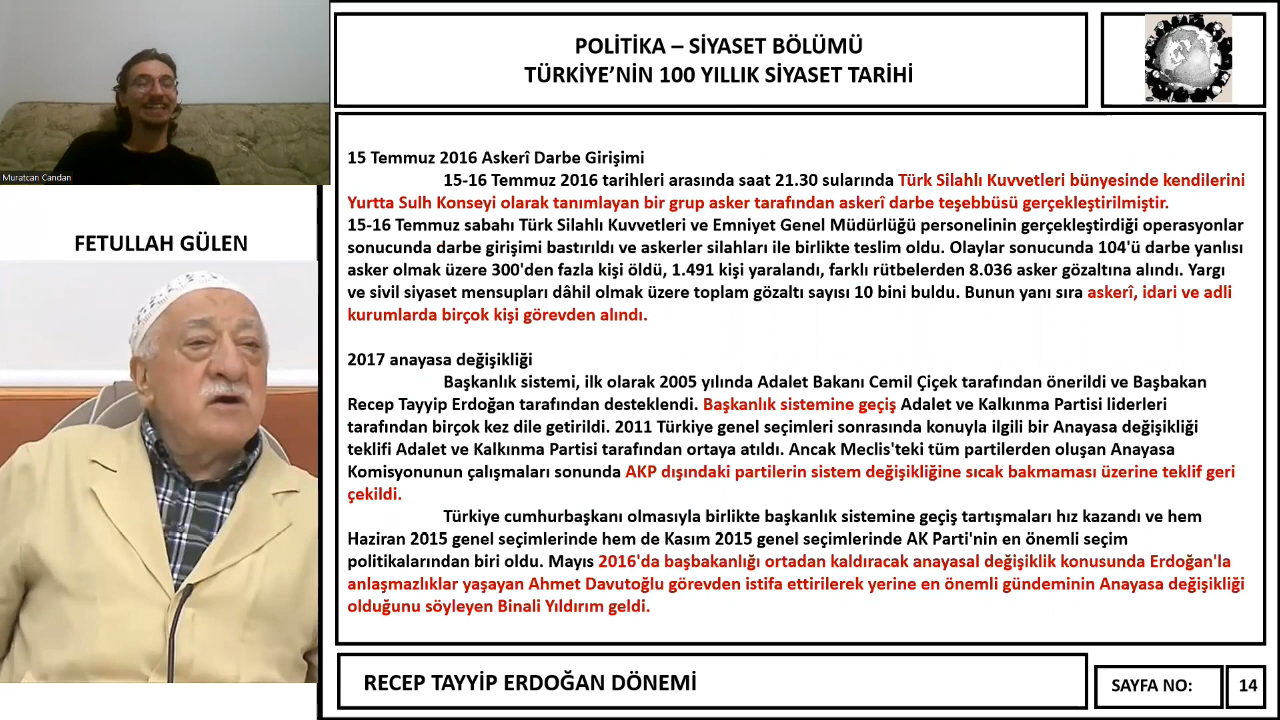 POLİTİKA – SİYASET BÖLÜMÜ
TÜRKİYE'NİN 100 YILLIK SİYASET TARİHİ
Muratcan Candan
FETULLAH GÜLEN
15 Temmuz 2016 Askerî Darbe Girişimi
15-16 Temmuz 2016 tarihleri arasında saat 21.30 sularında Türk Silahlı Kuvvetleri bünyesinde kendilerini
Yurtta Sulh Konseyi olarak tanımlayan bir grup asker tarafından askerî darbe teşebbüsü gerçekleştirilmiştir.
15-16 Temmuz sabahı Türk Silahlı Kuvvetleri ve Emniyet Genel Müdürlüğü personelinin gerçekleştirdiği operasyonlar
sonucunda darbe girişimi bastırıldı ve askerler silahları ile birlikte teslim oldu. Olaylar sonucunda 104'ü darbe yanlısı
asker olmak üzere 300'den fazla kişi öldü, 1.491 kişi yaralandı, farklı rütbelerden 8.036 asker gözaltına alındı. Yargı
ve sivil siyaset mensupları dâhil olmak üzere toplam gözaltı sayısı 10 bini buldu. Bunun yanı sıra askerî, idari ve adli
kurumlarda birçok kişi görevden alındı.
2017 anayasa değişikliği
Başkanlık sistemi, ilk olarak 2005 yılında Adalet Bakanı Cemil Çiçek tarafından önerildi ve Başbakan
Recep Tayyip Erdoğan tarafından desteklendi. Başkanlık sistemine geçiş Adalet ve Kalkınma Partisi liderleri
tarafından birçok kez dile getirildi. 2011 Türkiye genel seçimleri sonrasında konuyla ilgili bir Anayasa değişikliği
teklifi Adalet ve Kalkınma Partisi tarafından ortaya atıldı. Ancak Meclis'teki tüm partilerden oluşan Anayasa
Komisyonunun çalışmaları sonunda AKP dışındaki partilerin sistem değişikliğine sıcak bakmaması üzerine teklif geri
çekildi.
Türkiye cumhurbaşkanı olmasıyla birlikte başkanlık sistemine geçiş tartışmaları hız kazandı ve hem
Haziran 2015 genel seçimlerinde hem de Kasım 2015 genel seçimlerinde AK Parti'nin en önemli seçim
politikalarından biri oldu. Mayıs 2016'da başbakanlığı ortadan kaldıracak anayasal değişiklik konusunda Erdoğan'la
anlaşmazlıklar yaşayan Ahmet Davutoğlu görevden istifa ettirilerek yerine en önemli gündeminin Anayasa değişikliği
olduğunu söyleyen Binali Yıldırım geldi.
RECEP TAYYİP ERDOĞAN DÖNEMİ
SAYFA NO:
14